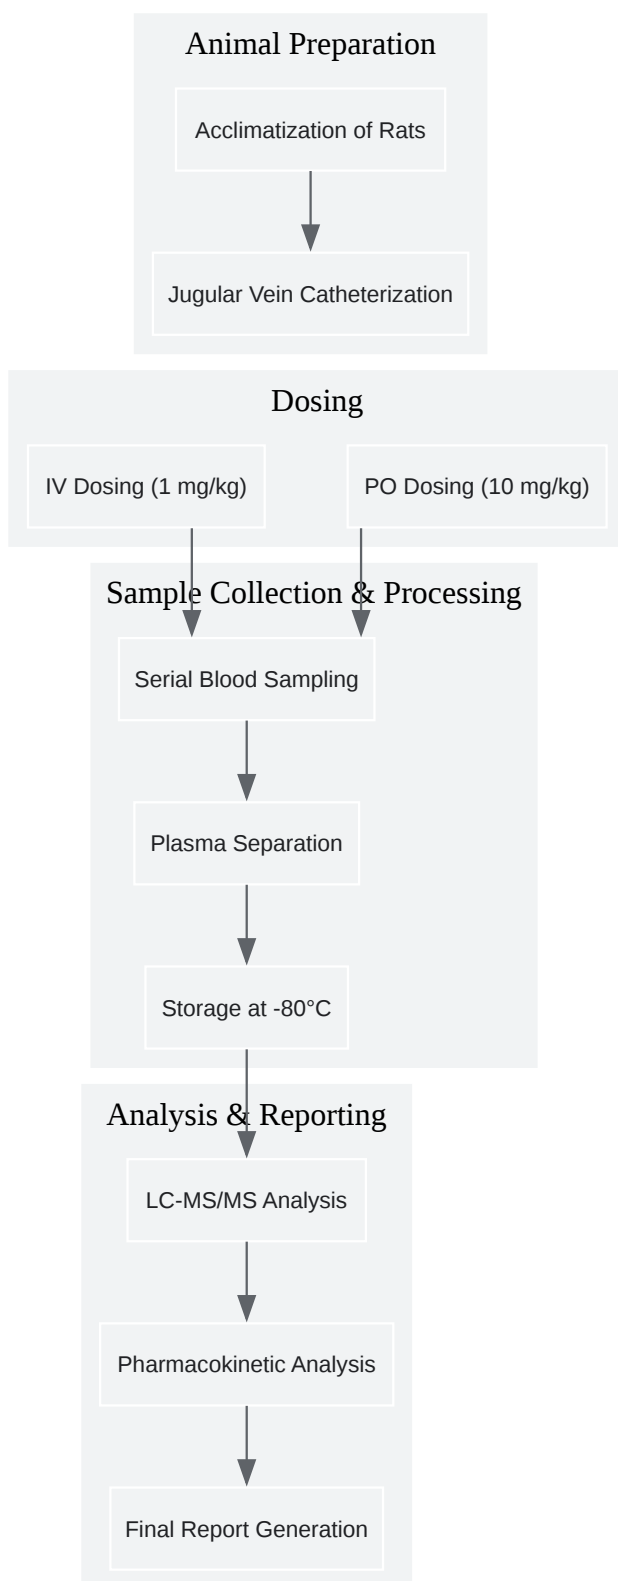 Animal Preparation
Acclimatization of Rats
Jugular Vein Catheterization
Dosing
IV Dosing (1 mg/kg)
PO Dosing (10 mg/kg)
Sample Collection & Processing
Serial Blood Sampling
Plasma Separation
Storage at -80°C
Analysis & Reporting
LC-MS/MS Analysis
Pharmacokinetic Analysis
Final Report Generation